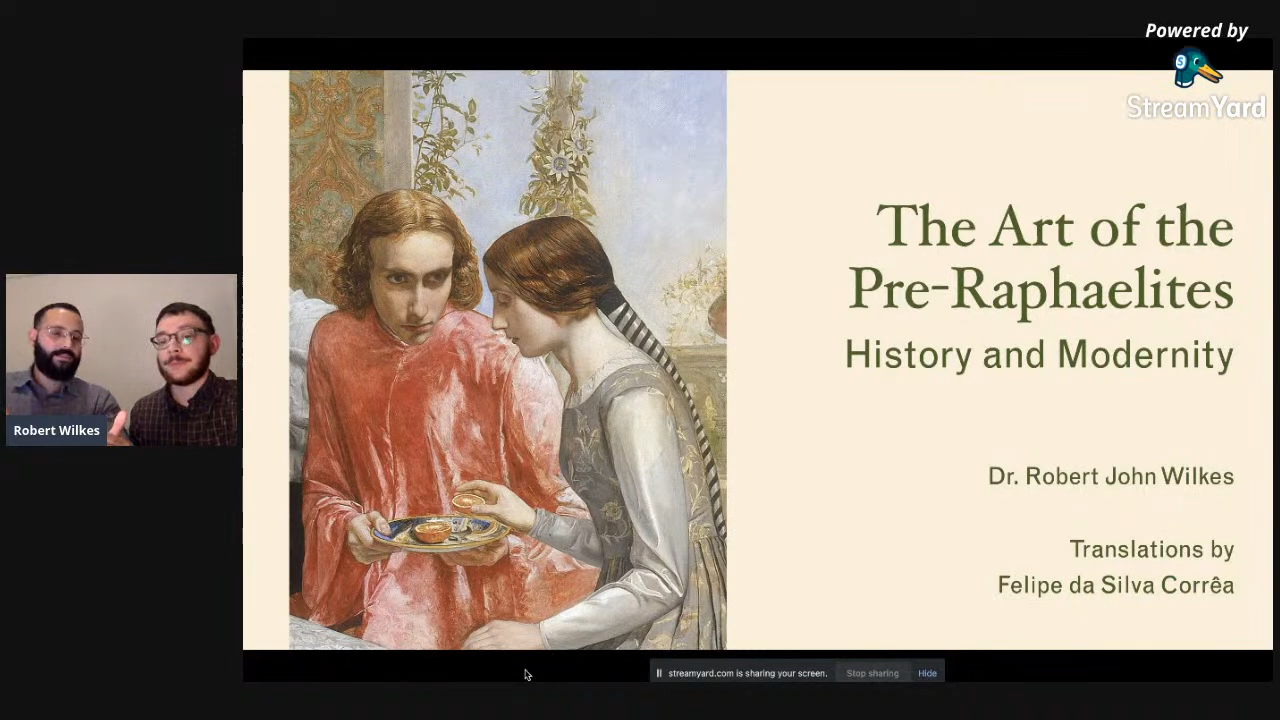 Powered by
StreamYard
The Art of the
Pre-Raphaelites
History and Modernity
Dr. Robert John Wilkes
Translations by
Felipe da Silva Corrêa
Robert Wilkes
streamyard.com is sharing your screen.
Stop sharing
Hide